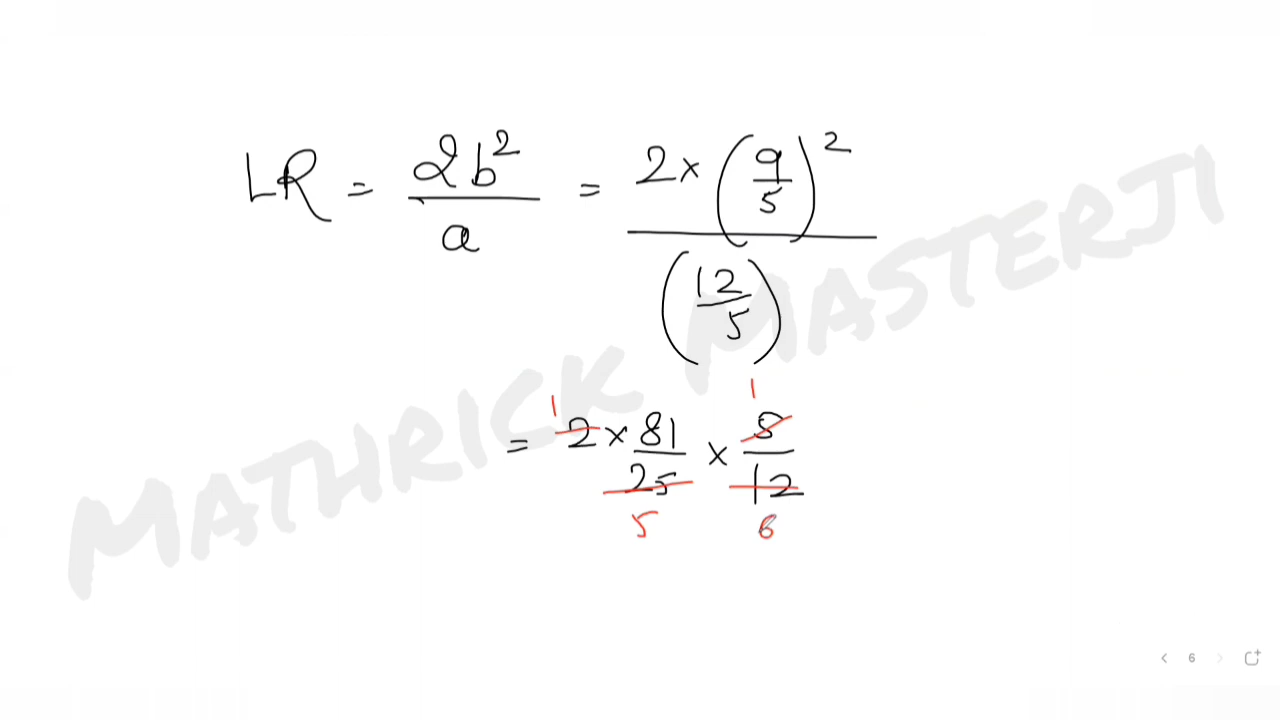 LR = 2b²/a = 2 × (9/5)² / (12/5)
= 2 × 81/25 × 5/12
1 1
5 6
MATHRICK MASTERJI
< 6 >